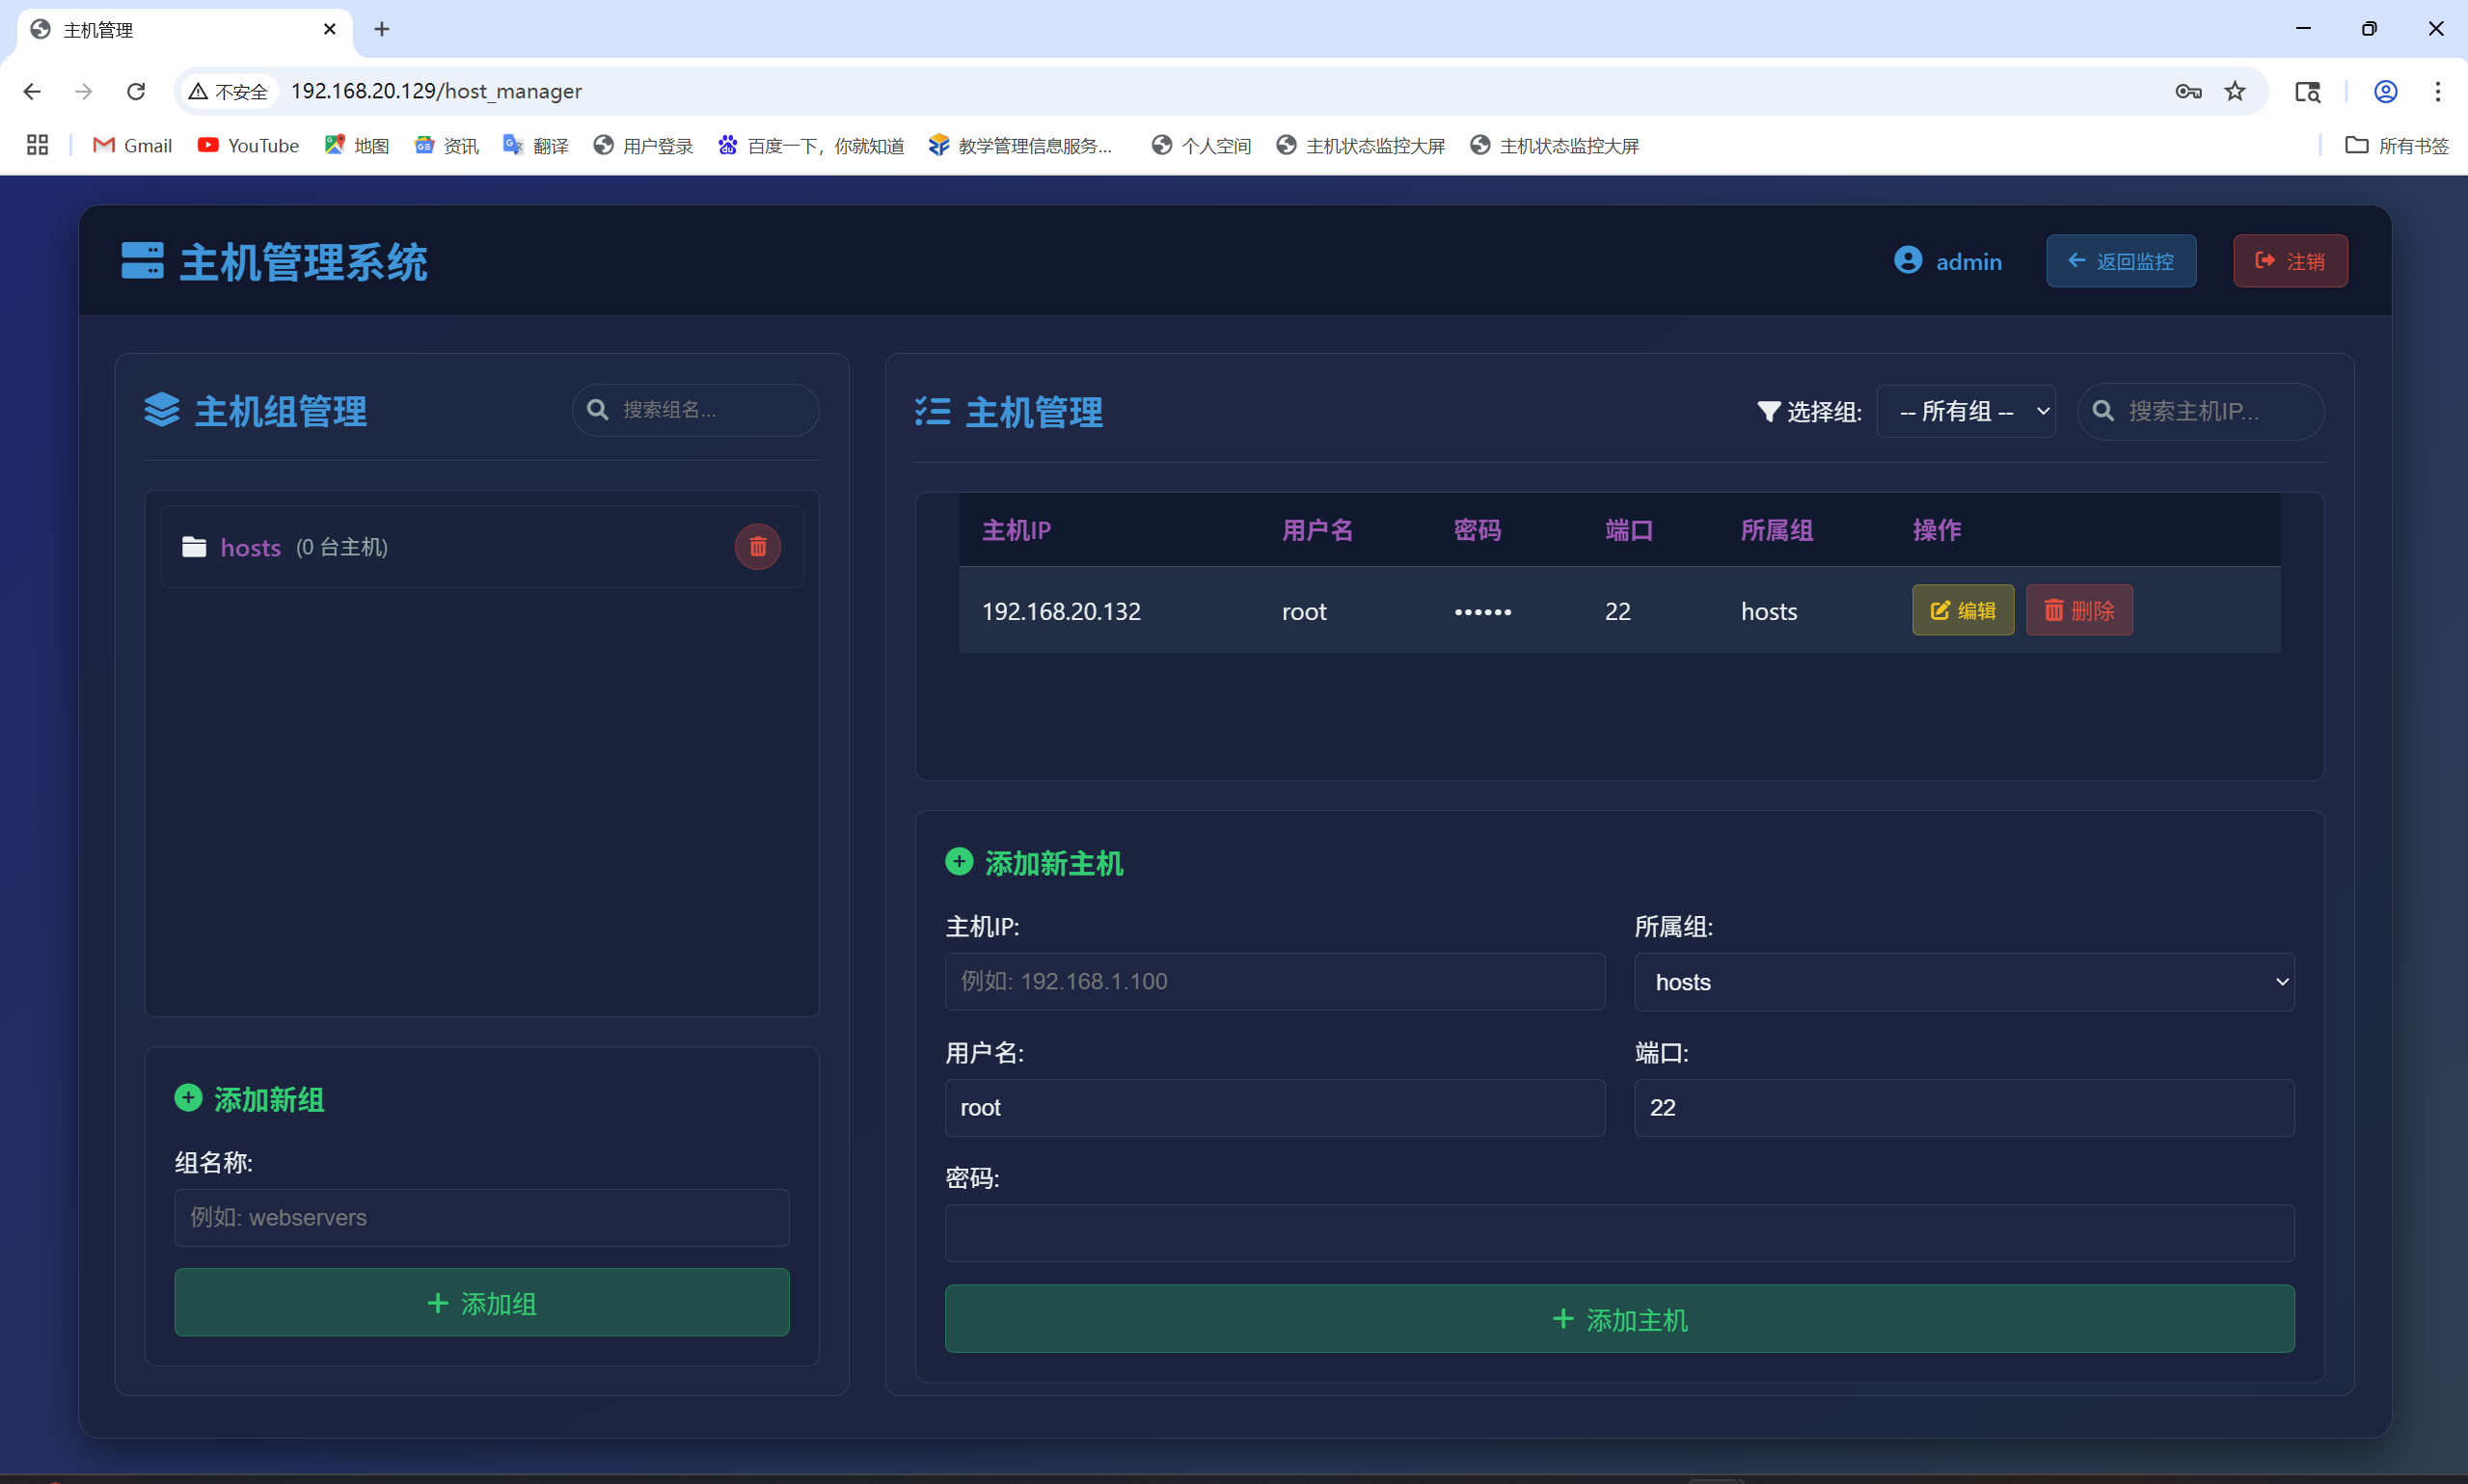 主机管理
不安全 192.168.20.129/host_manager
Gmail YouTube 地图 资讯 翻译 用户登录 百度一下，你就知道 教学管理信息服务... 个人空间 主机状态监控大屏 主机状态监控大屏 所有书签
主机管理系统
admin 返回监控 注销
主机组管理
搜索组名...
hosts (0 台主机)
添加新组
组名称:
例如: webservers
添加组
主机管理
选择组: -- 所有组 -- 搜索主机IP...
主机IP 用户名 密码 端口 所属组 操作
192.168.20.132 root •••••• 22 hosts 编辑 删除
添加新主机
主机IP: 所属组:
例如: 192.168.1.100 hosts
用户名: 端口:
root 22
密码:
添加主机